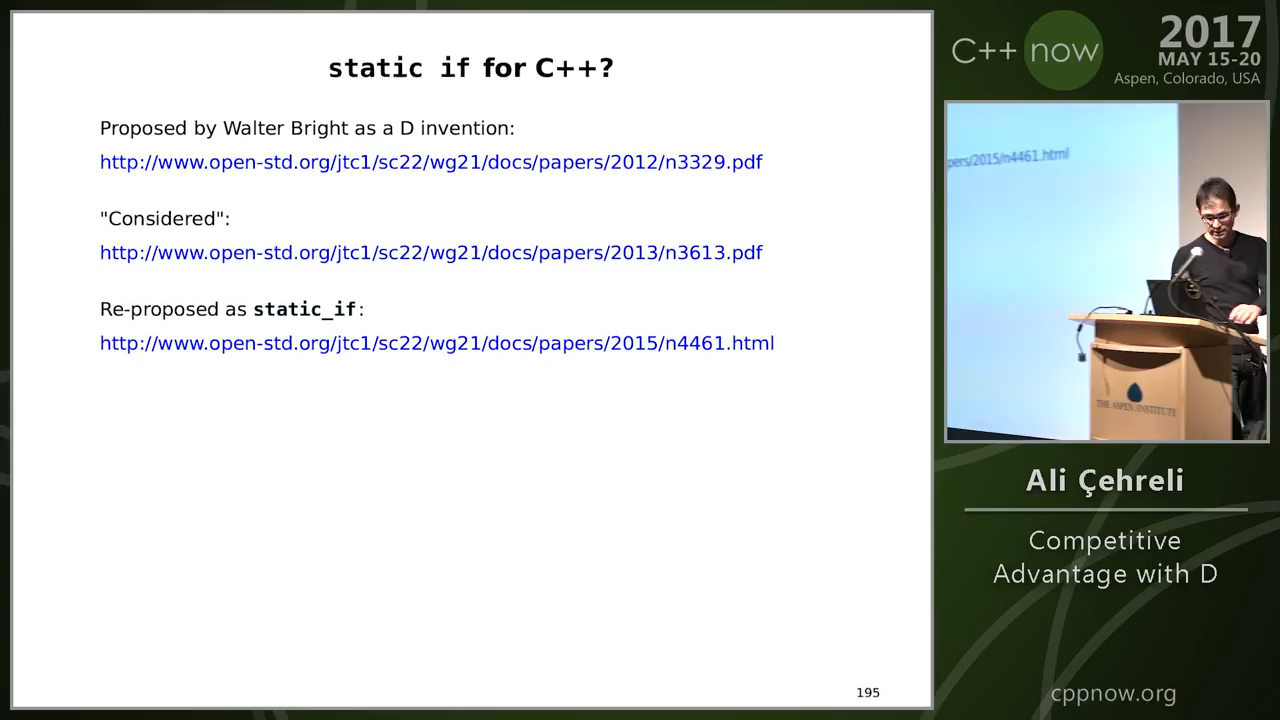 static if for C++?
Proposed by Walter Bright as a D invention:
http://www.open-std.org/jtc1/sc22/wg21/docs/papers/2012/n3329.pdf
"Considered":
http://www.open-std.org/jtc1/sc22/wg21/docs/papers/2013/n3613.pdf
Re-proposed as static_if:
http://www.open-std.org/jtc1/sc22/wg21/docs/papers/2015/n4461.html
195
C++ now
2017
MAY 15-20
Aspen, Colorado, USA
pers/2015/n4461.html
THE ASPEN INSTITUTE
Ali Çehreli
Competitive
Advantage with D
cppnow.org